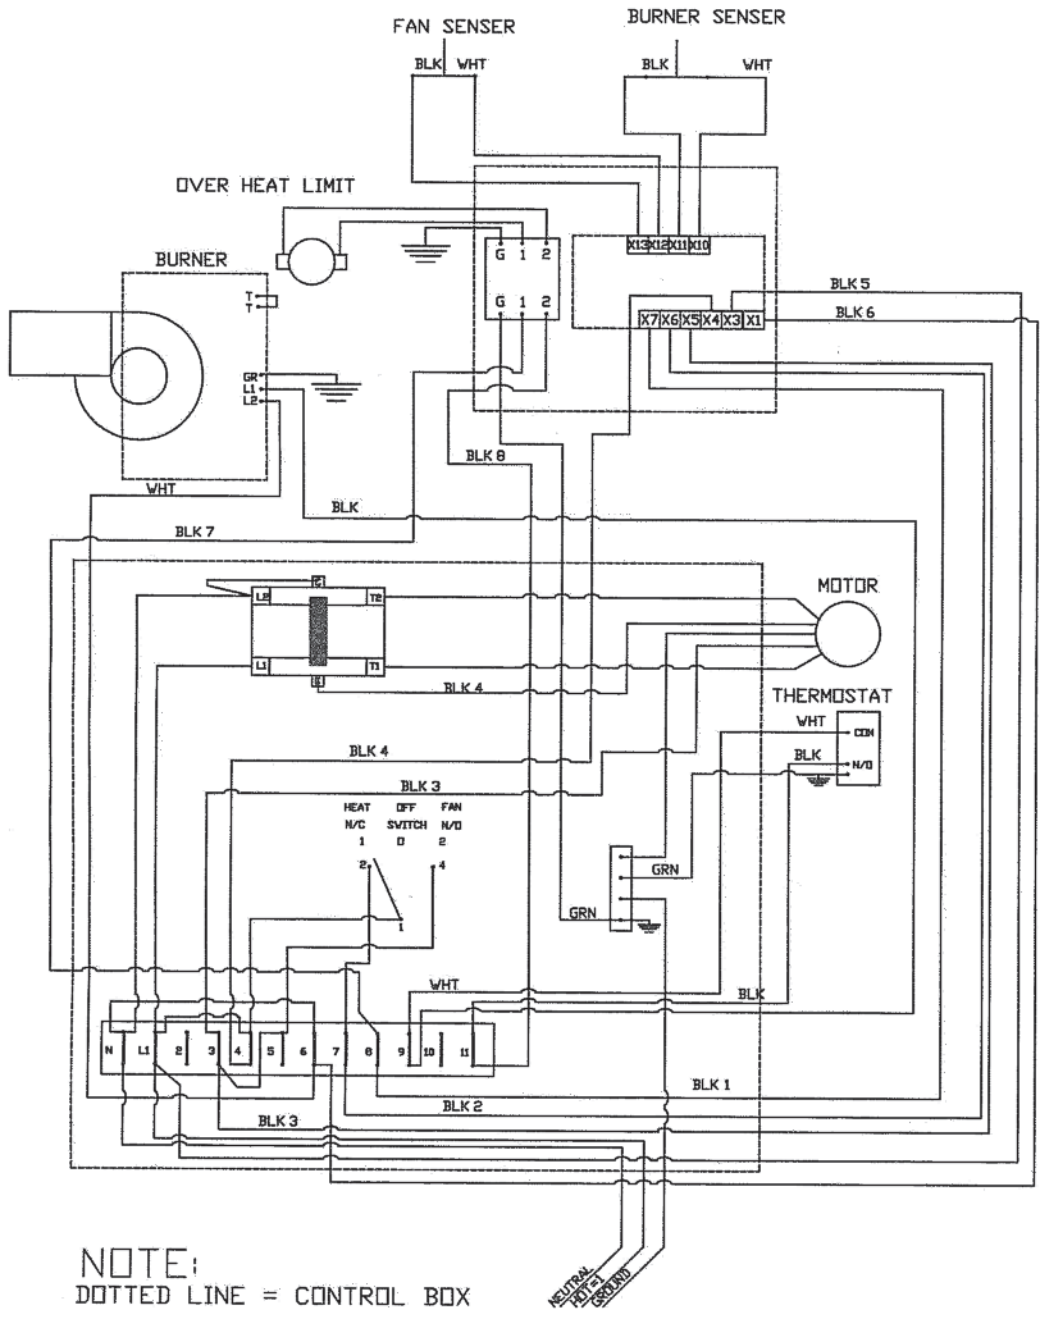 FAN SENSER
BURNER SENSER
BLK WHT
BLK WHT
OVER HEAT LIMIT
BURNER
X13 X12 X11 X10
G 1 2
T
T
G 1 2
BLK 5
BLK 6
X7 X6 X5 X4 X3 X1
GR
L1
L2
BLK 8
WHT
BLK
BLK 7
MOTOR
L2 T2
L1 T1
BLK 4
THERMOSTAT
WHT
COM
BLK 4
BLK
N/O
BLK 3
HEAT OFF FAN
N/C SWITCH N/O
1 0 2
2 4
GRN
GRN
1
WHT
BLK
N L1 2 3 4 5 6 7 8 9 10 11
BLK 1
BLK 2
BLK 3
NOTE:
DOTTED LINE = CONTROL BOX
NEUTRAL
HOT=1
GROUND